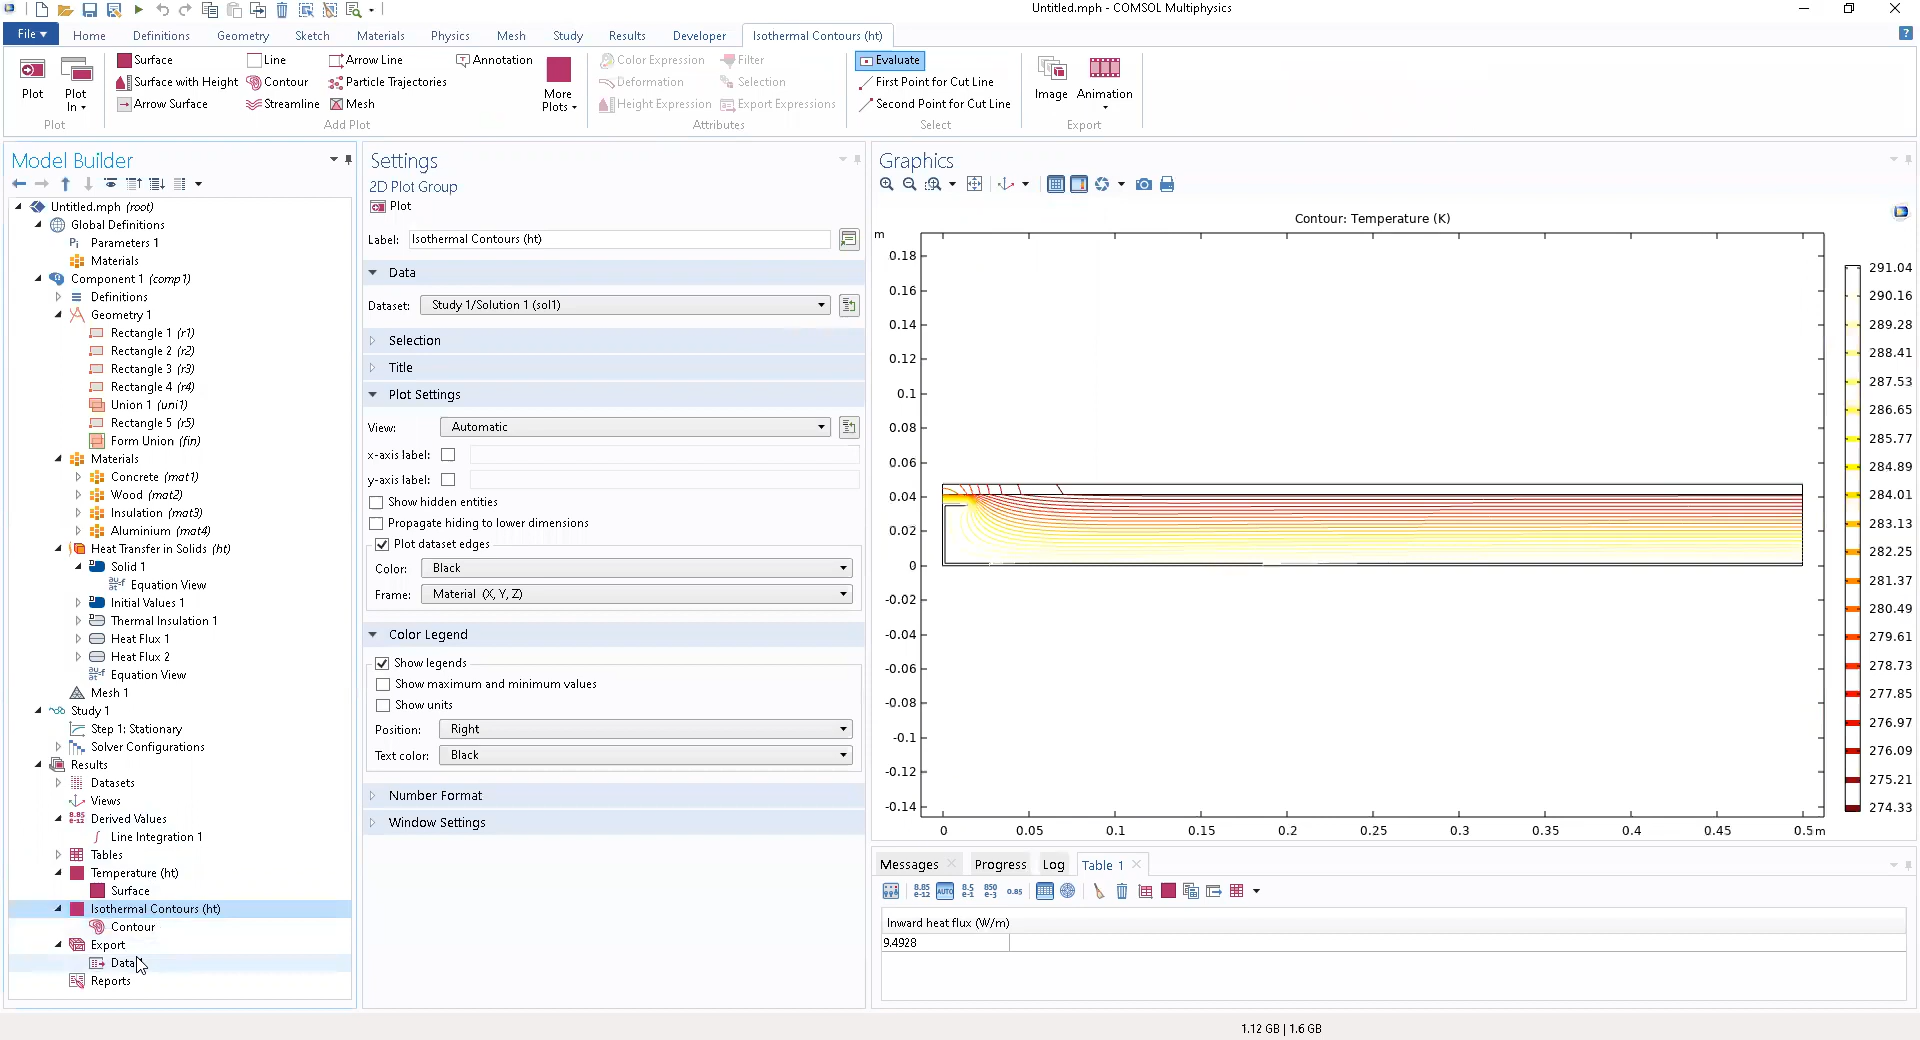 Untitled.mph - COMSOL Multiphysics
File Home Definitions Geometry Sketch Materials Physics Mesh Study Results Developer Isothermal Contours (ht)
Surface Line Arrow Line Annotation Color Expression Filter Evaluate
Surface with Height Contour Particle Trajectories Deformation Selection First Point for Cut Line
Plot Plot In Arrow Surface Streamline Mesh More Plots Height Expression Export Expressions Second Point for Cut Line Image Animation
Plot Add Plot Attributes Select Export
Model Builder
Untitled.mph (root)
Global Definitions
Pi Parameters 1
Materials
Component 1 (comp1)
Definitions
Geometry 1
Rectangle 1 (r1)
Rectangle 2 (r2)
Rectangle 3 (r3)
Rectangle 4 (r4)
Union 1 (uni1)
Rectangle 5 (r5)
Form Union (fin)
Materials
Concrete (mat1)
Wood (mat2)
Insulation (mat3)
Aluminium (mat4)
Heat Transfer in Solids (ht)
Solid 1
Equation View
Initial Values 1
Thermal Insulation 1
Heat Flux 1
Heat Flux 2
Equation View
Mesh 1
Study 1
Step 1: Stationary
Solver Configurations
Results
Datasets
Views
8.85 e-12 Derived Values
Line Integration 1
Tables
Temperature (ht)
Surface
Isothermal Contours (ht)
Contour
Export
Data
Reports
Settings
2D Plot Group
Plot
Label: Isothermal Contours (ht)
Data
Dataset: Study 1/Solution 1 (sol1)
Selection
Title
Plot Settings
View: Automatic
x-axis label:
y-axis label:
Show hidden entities
Propagate hiding to lower dimensions
Plot dataset edges
Color: Black
Frame: Material (X, Y, Z)
Color Legend
Show legends
Show maximum and minimum values
Show units
Position: Right
Text color: Black
Number Format
Window Settings
Graphics
Contour: Temperature (K)
m
0.18
0.16
0.14
0.12
0.1
0.08
0.06
0.04
0.02
0
-0.02
-0.04
-0.06
-0.08
-0.1
-0.12
-0.14
0 0.05 0.1 0.15 0.2 0.25 0.3 0.35 0.4 0.45 0.5 m
291.04
290.16
289.28
288.41
287.53
286.65
285.77
284.89
284.01
283.13
282.25
281.37
280.49
279.61
278.73
277.85
276.97
276.09
275.21
274.33
Messages Progress Log Table 1
8.85 e-12 AUTO 8.5 e-1 850 e-3 0.85
Inward heat flux (W/m)
9.4928
1.12 GB | 1.6 GB